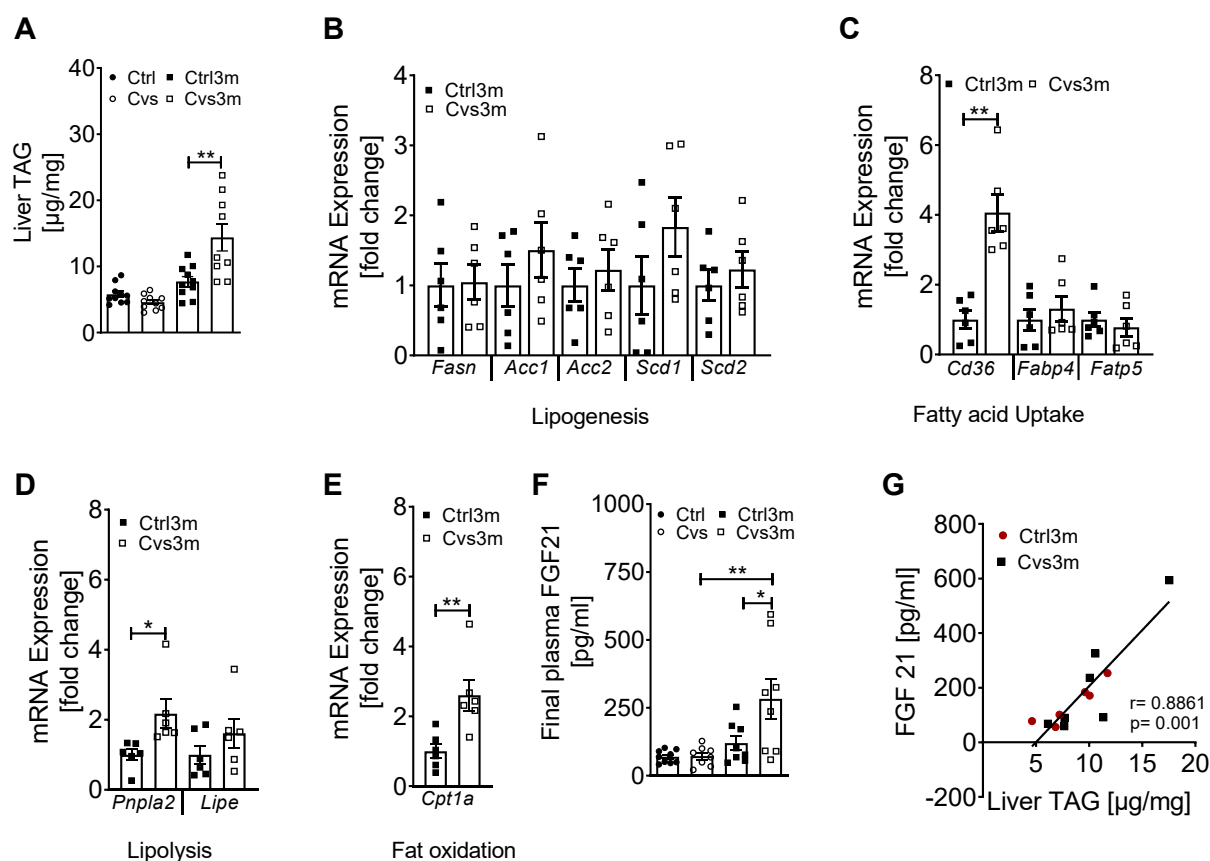 A
Liver TAG
[µg/mg]
40
30
20
10
0
Ctrl
Ctrl3m
Cvs
Cvs3m
**
B
mRNA Expression
[fold change]
4
3
2
1
0
Ctrl3m
Cvs3m
Fasn
Acc1
Acc2
Scd1
Scd2
Lipogenesis
C
mRNA Expression
[fold change]
8
6
4
2
0
Ctrl3m
Cvs3m
**
Cd36
Fabp4
Fatp5
Fatty acid Uptake
D
mRNA Expression
[fold change]
8
6
4
2
0
Ctrl3m
Cvs3m
*
Pnpla2
Lipe
Lipolysis
E
mRNA Expression
[fold change]
8
6
4
2
0
Ctrl3m
Cvs3m
**
Cpt1a
Fat oxidation
F
Final plasma FGF21
[pg/ml]
1000
750
500
250
0
Ctrl
Ctrl3m
Cvs
Cvs3m
**
*
G
FGF 21 [pg/ml]
800
600
400
200
0
-200
Ctrl3m
Cvs3m
r= 0.8861
p= 0.001
5
10
15
20
Liver TAG [µg/mg]